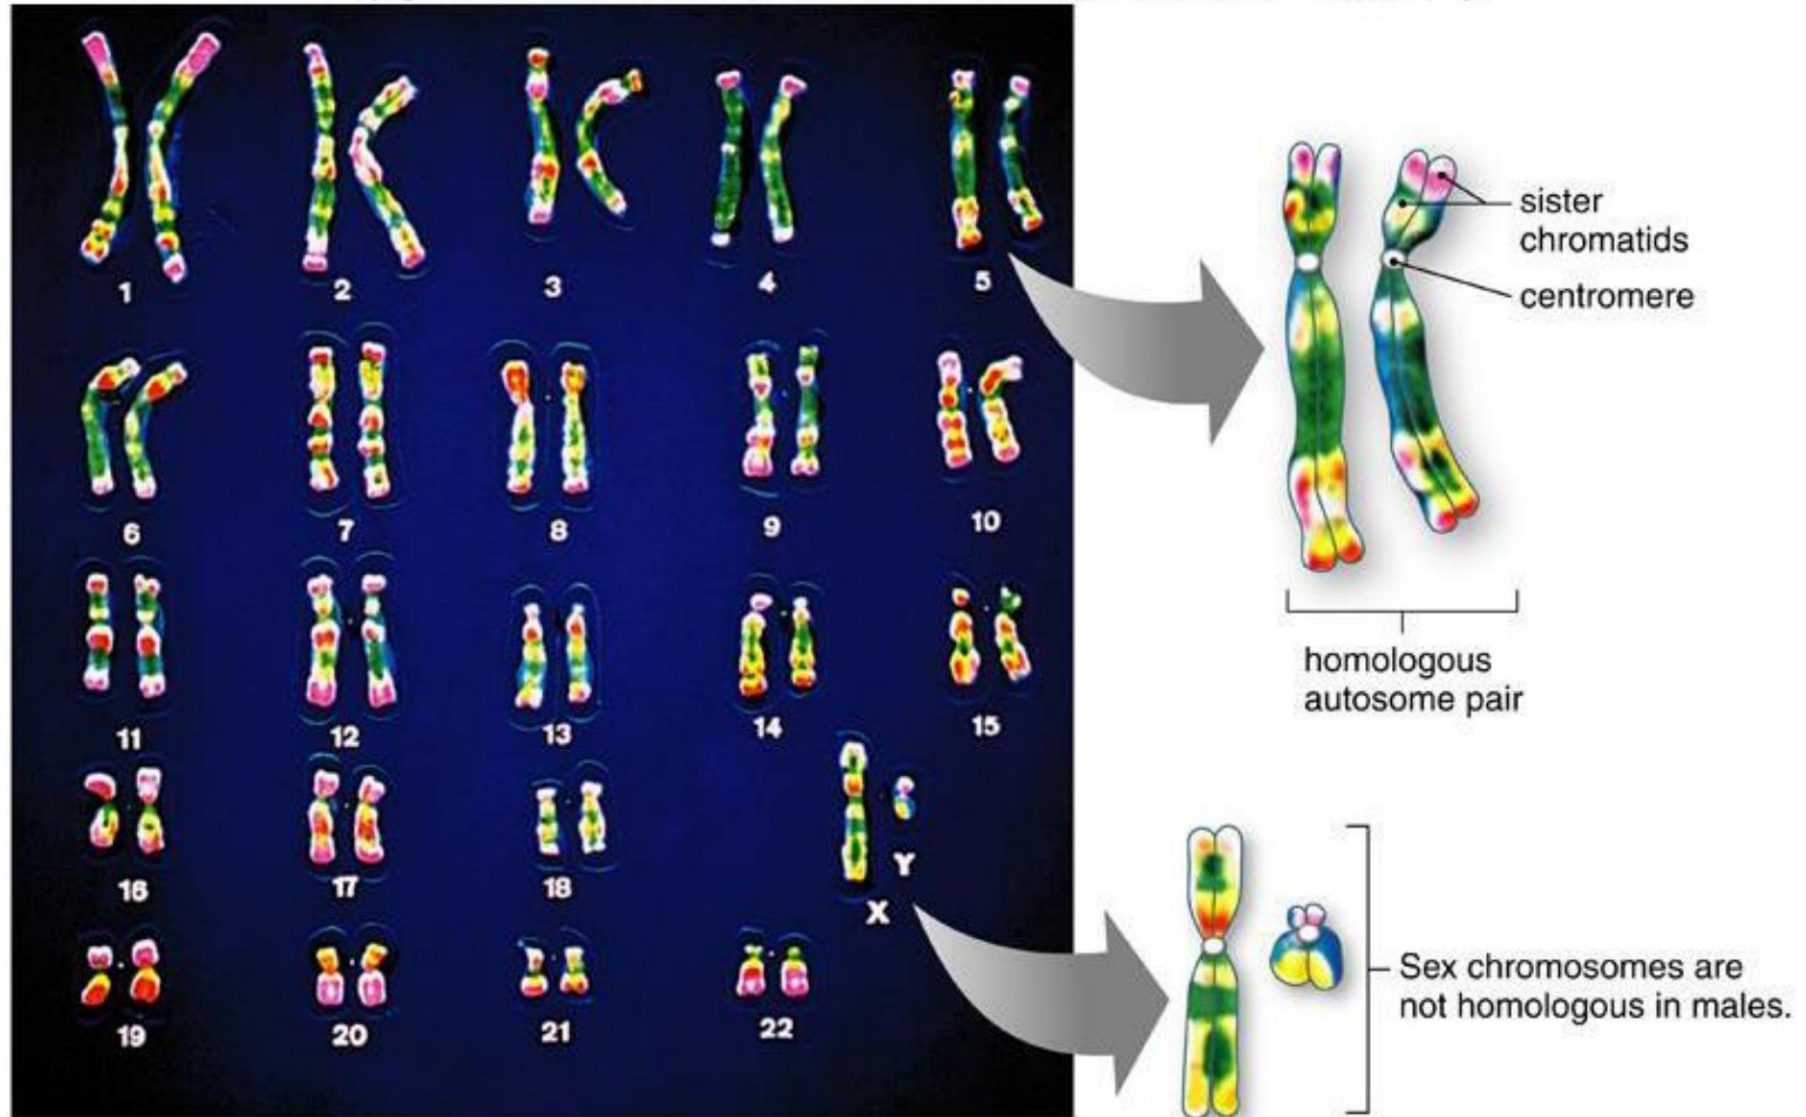 1
2
3
4
5
6
7
8
9
10
11
12
13
14
15
16
17
18
X
Y
19
20
21
22
sister
chromatids
centromere
homologous
autosome pair
Sex chromosomes are
not homologous in males.